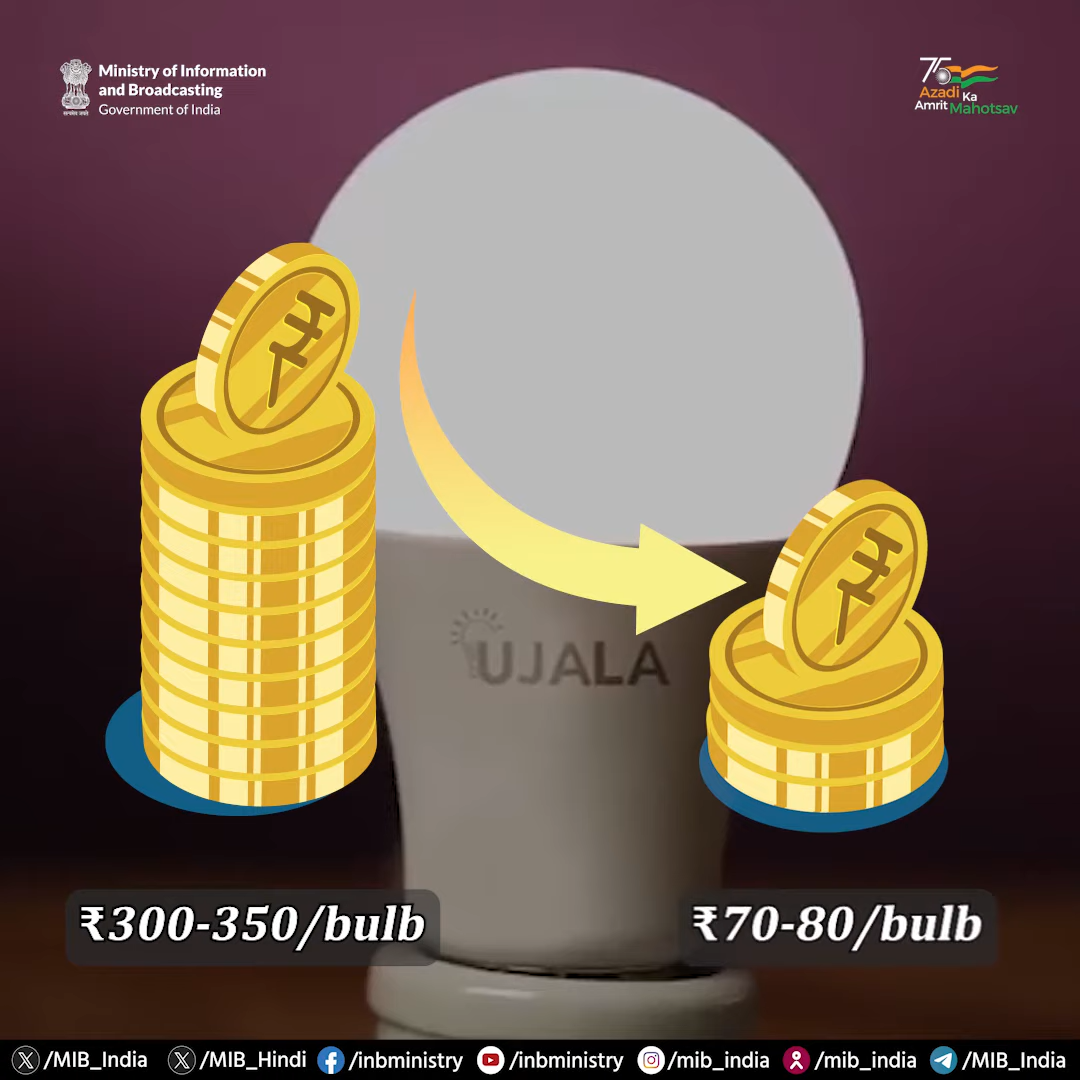 Ministry of Information
and Broadcasting
Government of India
75
Azadi Ka
Amrit Mahotsav
₹
₹
UJALA
₹300-350/bulb
₹70-80/bulb
/MIB_India /MIB_Hindi /inbministry /inbministry /mib_india /mib_india /MIB_India